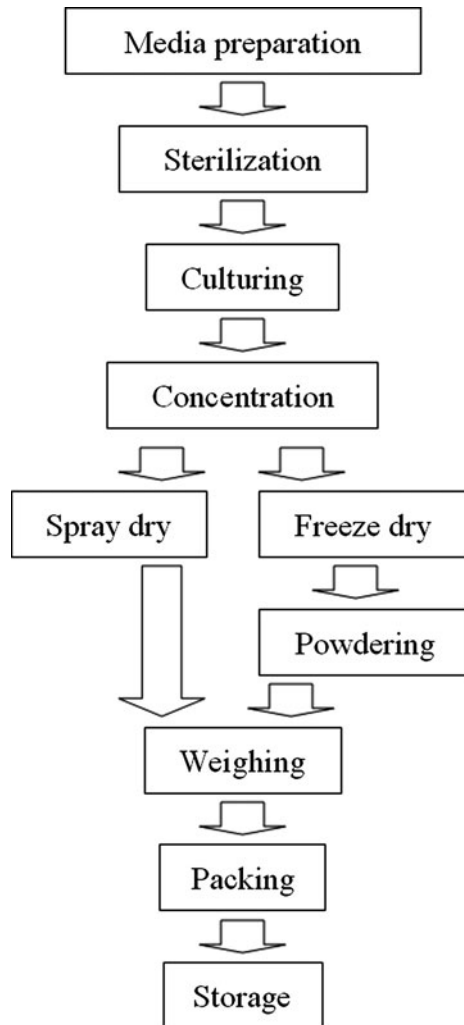 Media preparation
Sterilization
Culturing
Concentration
Spray dry
Freeze dry
Powdering
Weighing
Packing
Storage